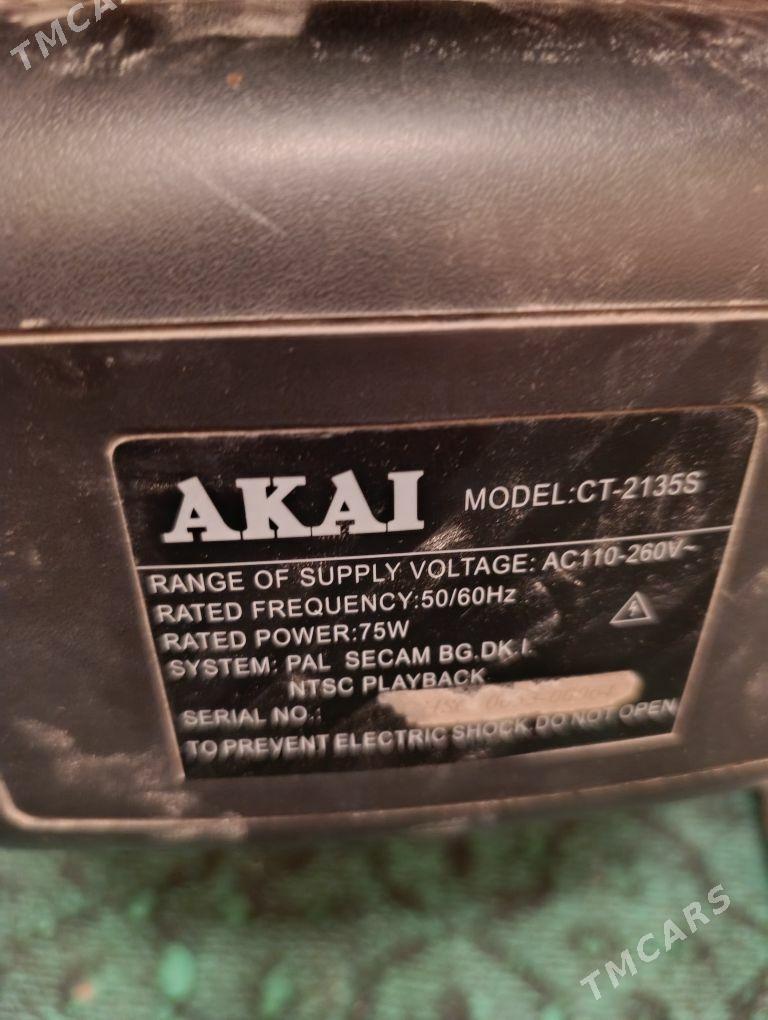 TMCARS
AKAI MODEL:CT-2135S
RANGE OF SUPPLY VOLTAGE: AC110-260V~
RATED FREQUENCY:50/60Hz
RATED POWER:75W
SYSTEM: PAL SECAM BG.DK.I.
NTSC PLAYBACK
SERIAL NO.:
TO PREVENT ELECTRIC SHOCK DO NOT OPEN
TMCARS